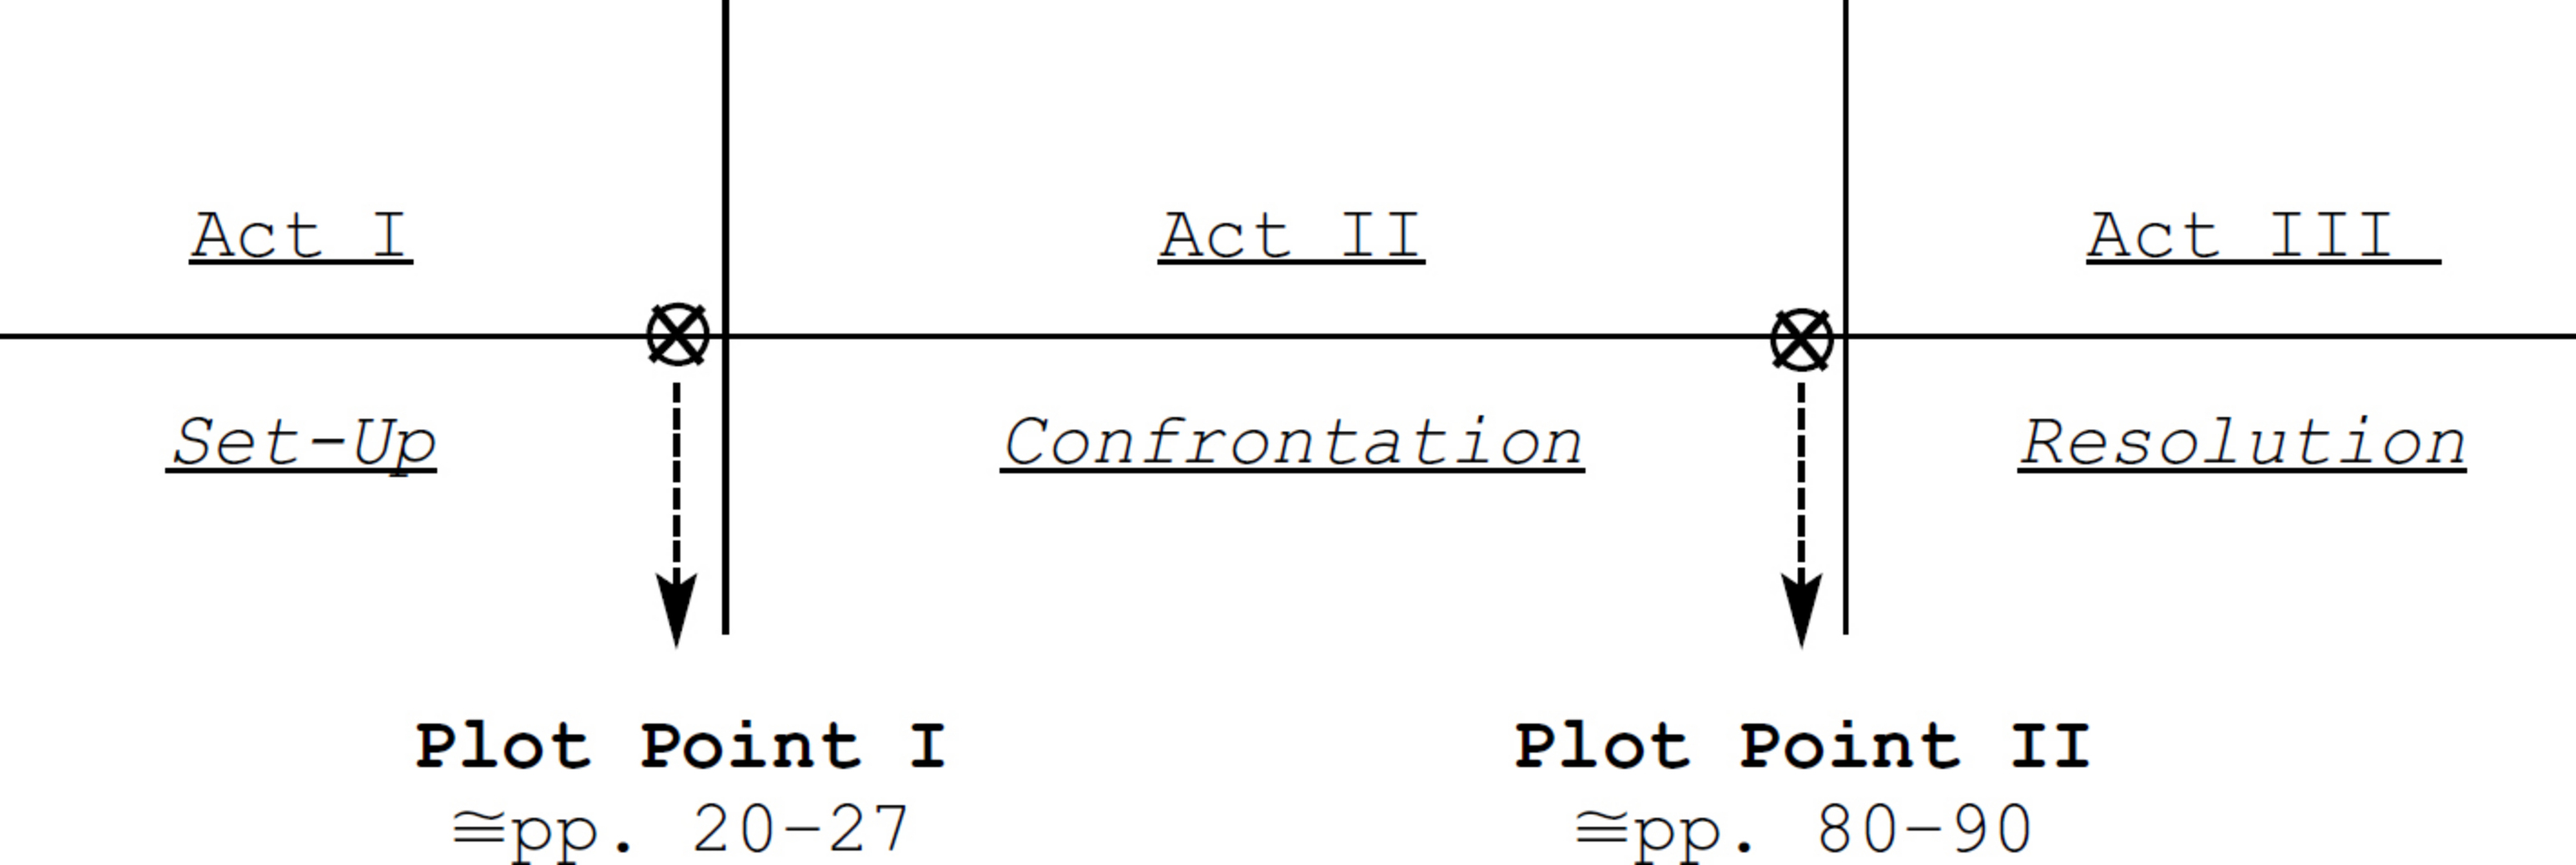 Act I
Act II
Act III
Set-Up
Confrontation
Resolution
Plot Point I
≅pp. 20-27
Plot Point II
≅pp. 80-90